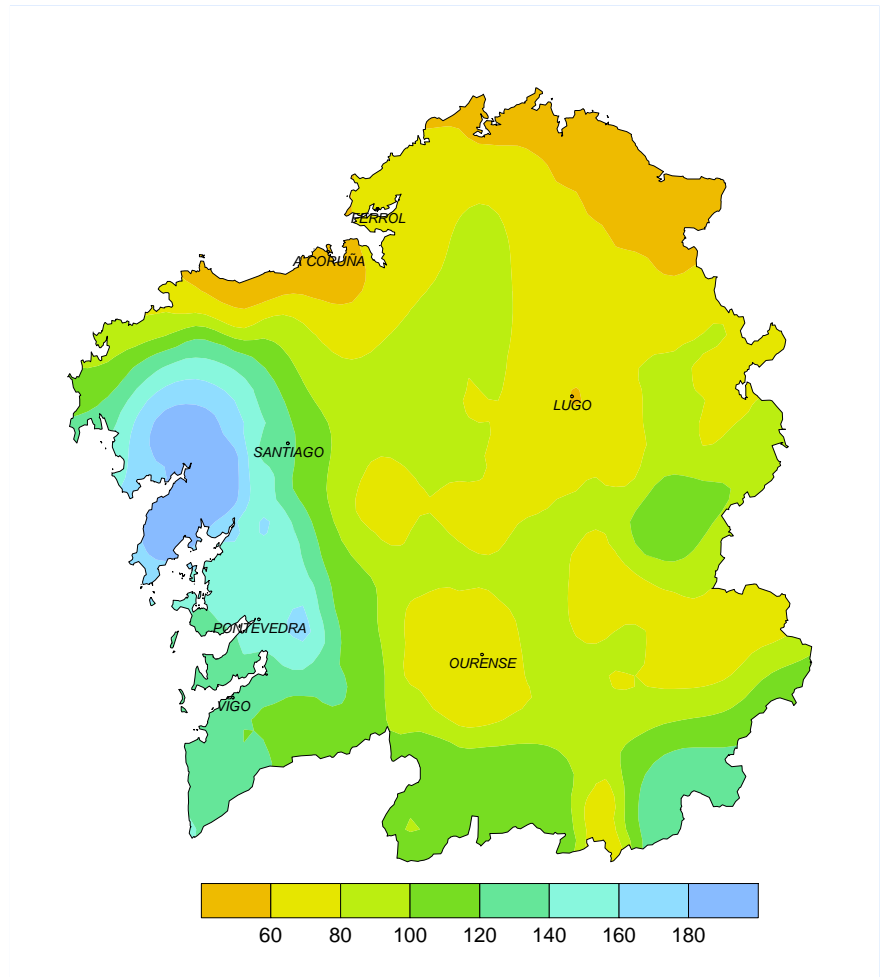 FERROL
A CORUÑA
LUGO
SANTIAGO
PONTEVEDRA
OURENSE
VIGO
60 80 100 120 140 160 180